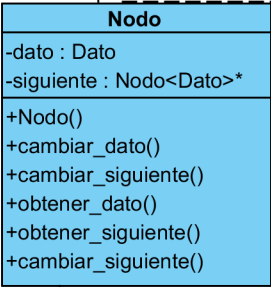 Nodo
-dato : Dato
-siguiente : Nodo<Dato>*
+Nodo()
+cambiar_dato()
+cambiar_siguiente()
+obtener_dato()
+obtener_siguiente()
+cambiar_siguiente()